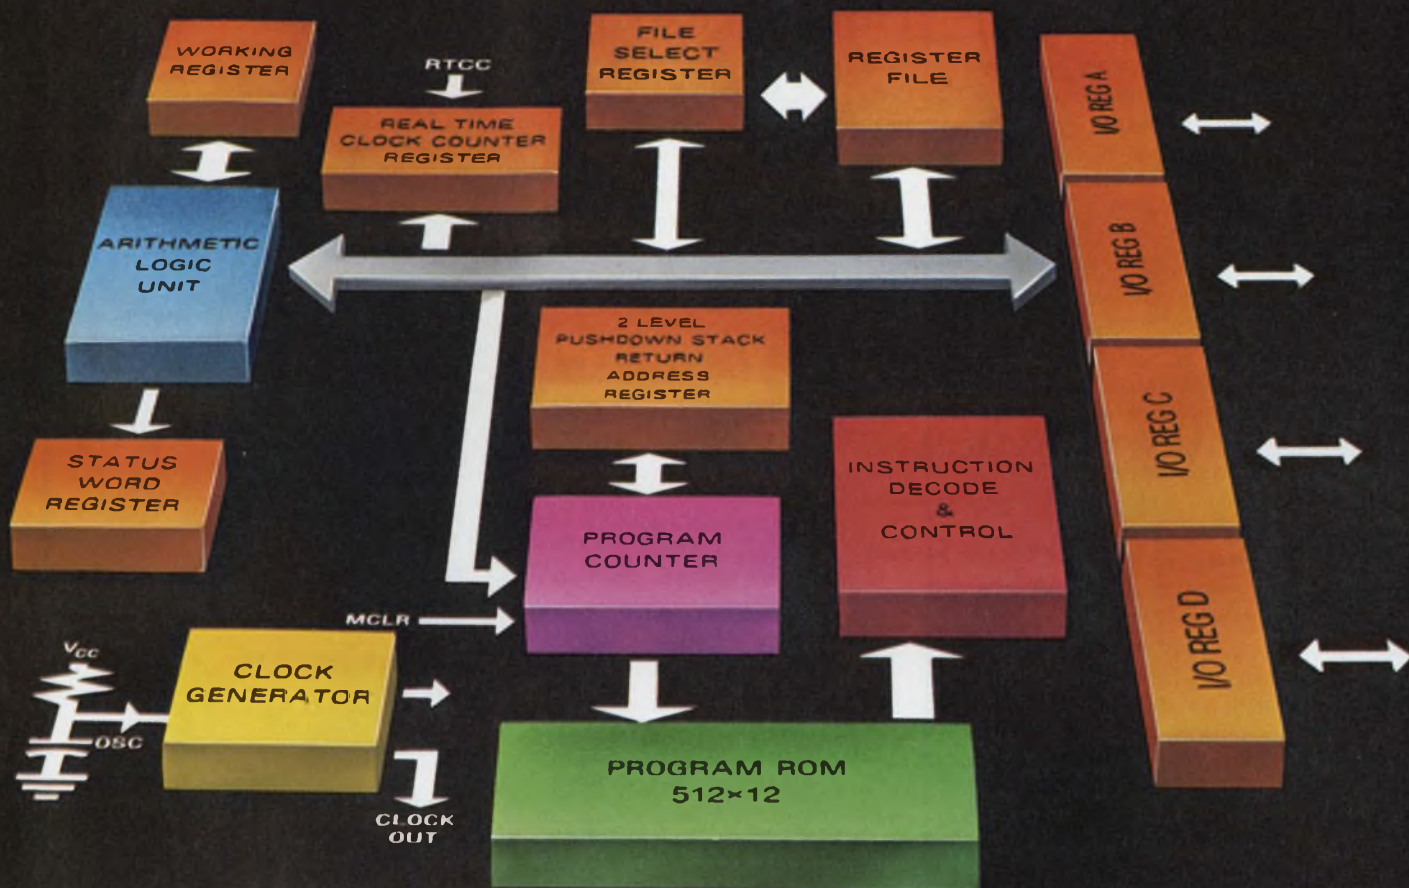 WORKING
REGISTER
RTCC
REAL TIME
CLOCK COUNTER
REGISTER
FILE
SELECT
REGISTER
REGISTER
FILE
I/O REG A
I/O REG B
I/O REG C
I/O REG D
ARITHMETIC
LOGIC
UNIT
2 LEVEL
PUSHDOWN STACK
RETURN
ADDRESS
REGISTER
STATUS
WORD
REGISTER
INSTRUCTION
DECODE
&
CONTROL
PROGRAM
COUNTER
MCLR
VCC
OSC
CLOCK
GENERATOR
CLOCK
OUT
PROGRAM ROM
512×12